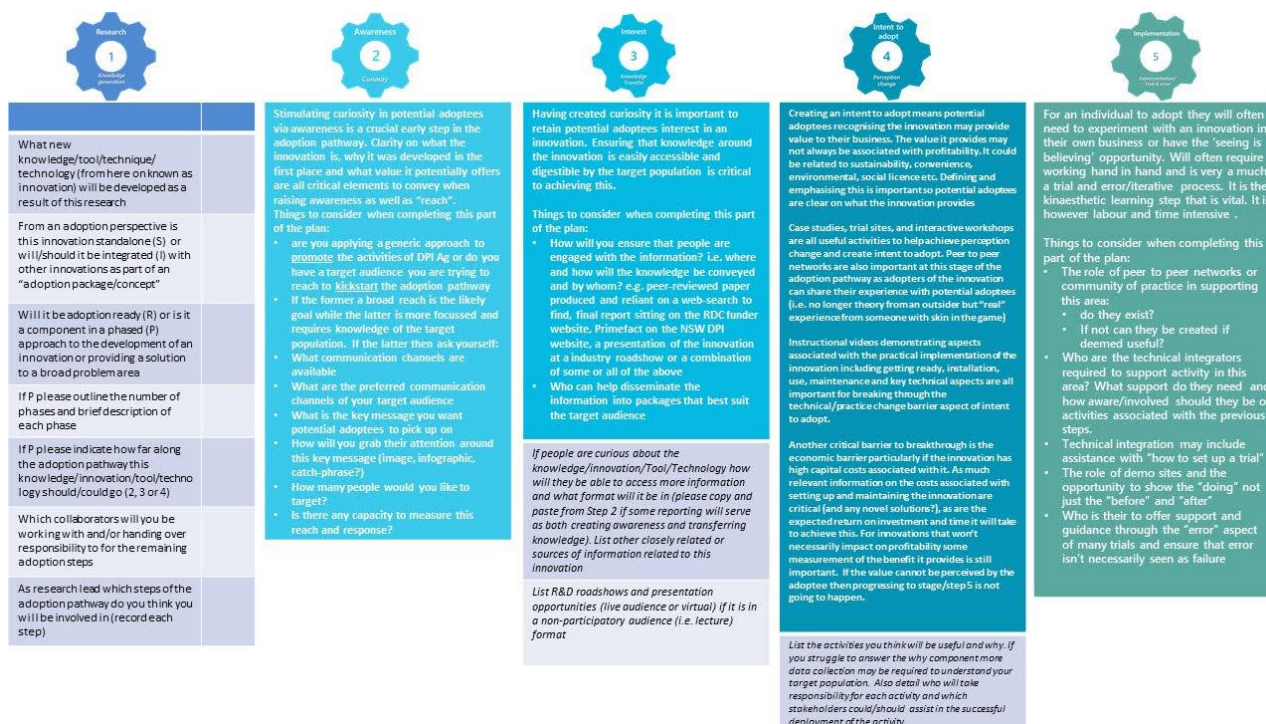 Research
1
Knowledge
generation
What new
knowledge/tool/technique/
technology (from here on known as
innovation) will be developed as a
result of this research
From an adoption perspective is
this innovation standalone (S) or
will/should it be integrated (I) with
other innovations as part of an
"adoption package/concept"
Will it be adoption ready (R) or is it
a component in a phased (P)
approach to the development of an
innovation or providing a solution
to a broad problem area
If P please outline the number of
phases and brief description of
each phase
If P please indicate how far along
the adoption pathway this
knowledge/innovation/tool/techno
logy should/could go (2, 3 or 4)
Which collaborators will you be
working with and/or handing over
responsibility to for the remaining
adoption steps
As research lead which steps of the
adoption pathway do you think you
will be involved in (record each
step)
Awareness
2
Curiosity
Stimulating curiosity in potential adoptees
via awareness is a crucial early step in the
adoption pathway. Clarity on what the
innovation is, why it was developed in the
first place and what value it potentially offers
are all critical elements to convey when
raising awareness as well as "reach".
Things to consider when completing this part
of the plan:
• are you applying a generic approach to
promote the activities of DPI Ag or do you
have a target audience you are trying to
reach to kickstart the adoption pathway
• If the former a broad reach is the likely
goal while the latter is more focussed and
requires knowledge of the target
population. If the latter then ask yourself:
• What communication channels are
available
• What are the preferred communication
channels of your target audience
• What is the key message you want
potential adoptees to pick up on
• How will you grab their attention around
this key message (image, infographic,
catch-phrase?)
• How many people would you like to
target?
• Is there any capacity to measure this
reach and response?
Interest
3
Knowledge
Transfer
Having created curiosity it is important to
retain potential adoptees interest in an
innovation. Ensuring that knowledge around
the innovation is easily accessible and
digestible by the target population is critical
to achieving this.
Things to consider when completing this part
of the plan:
• How will you ensure that people are
engaged with the information? i.e. where
and how will the knowledge be conveyed
and by whom? e.g. peer-reviewed paper
produced and reliant on a web-search to
find, final report sitting on the RDC funder
website, Primefact on the NSW DPI
website, a presentation of the innovation
at a industry roadshow or a combination
of some or all of the above
• Who can help disseminate the
information into packages that best suit
the target audience
If people are curious about the
knowledge/innovation/Tool/Technology how
will they be able to access more information
and what format will it be in (please copy and
paste from Step 2 if some reporting will serve
as both creating awareness and transferring
knowledge). List other closely related or
sources of information related to this
innovation
List R&D roadshows and presentation
opportunities (live audience or virtual) if it is in
a non-participatory audience (i.e. lecture)
format
Intent to
adopt
4
Perception
change
Creating an intent to adopt means potential
adoptees recognising the innovation may provide
value to their business. The value it provides may
not always be associated with profitability. It could
be related to sustainability, convenience,
environmental, social licence etc. Defining and
emphasising this is important so potential adoptees
are clear on what the innovation provides
Case studies, trial sites, and interactive workshops
are all useful activities to help achieve perception
change and create intent to adopt. Peer to peer
networks are also important at this stage of the
adoption pathway as adopters of the innovation
can share their experience with potential adoptees
(i.e. no longer theory from an outsider but "real"
experience from someone with skin in the game)
Instructional videos demonstrating aspects
associated with the practical implementation of the
innovation including getting ready, installation,
use, maintenance and key technical aspects are all
important for breaking through the
technical/practice change barrier aspect of intent
to adopt.
Another critical barrier to breakthrough is the
economic barrier particularly if the innovation has
high capital costs associated with it. As much
relevant information on the costs associated with
setting up and maintaining the innovation are
critical (and any novel solutions?), as are the
expected return on investment and time it will take
to achieve this. For innovations that won't
necessarily impact on profitability some
measurement of the benefit it provides is still
important. If the value cannot be perceived by the
adoptee then progressing to stage/step 5 is not
going to happen.
List the activities you think will be useful and why. If
you struggle to answer the why component more
data collection may be required to understand your
target population. Also detail who will take
responsibility for each activity and which
stakeholders could/should assist in the successful
deployment of the activity
Implementation
5
Experimentation/
Trial & error
For an individual to adopt they will often
need to experiment with an innovation in
their own business or have the 'seeing is
believing' opportunity. Will often require
working hand in hand and is very a much
a trial and error/iterative process. It is the
kinaesthetic learning step that is vital. It is
however labour and time intensive .
Things to consider when completing this
part of the plan:
• The role of peer to peer networks or
community of practice in supporting
this area:
• do they exist?
• If not can they be created if
deemed useful?
• Who are the technical integrators
required to support activity in this
area? What support do they need and
how aware/involved should they be of
activities associated with the previous
steps.
• Technical integration may include
assistance with "how to set up a trial"
• The role of demo sites and the
opportunity to show the "doing" not
just the "before" and "after"
• Who is their to offer support and
guidance through the "error" aspect
of many trials and ensure that error
isn't necessarily seen as failure